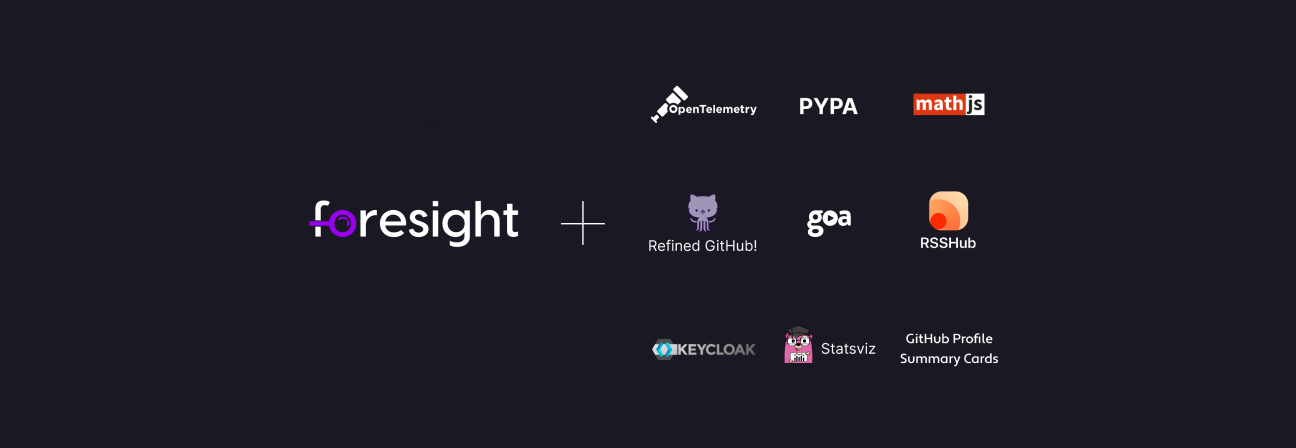 OpenTelemetry
PYPA
mathjs
foresight
Refined GitHub!
goa
RSSHub
KEYCLOAK
Statsviz
GitHub Profile
Summary Cards